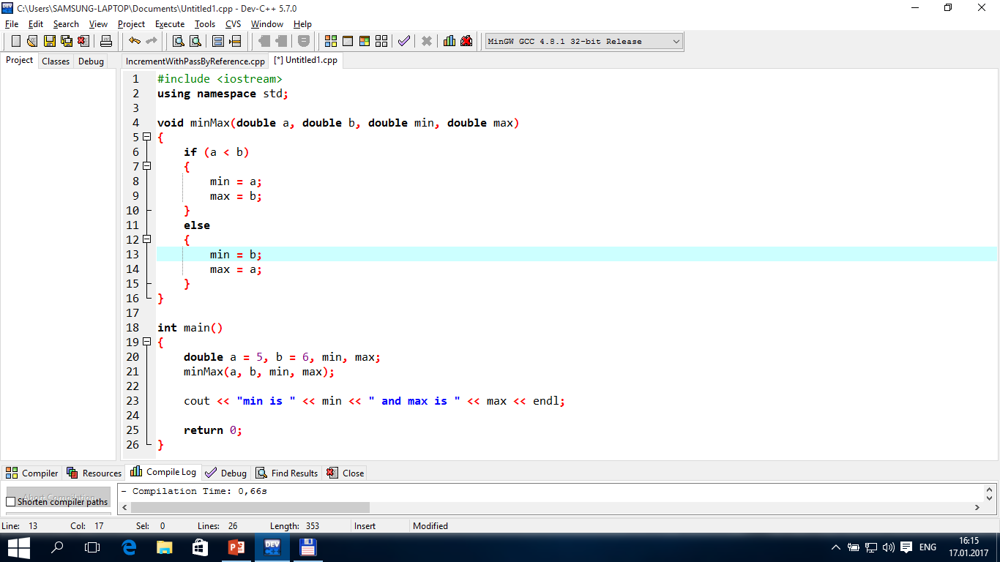 C:\Users\SAMSUNG-LAPTOP\Documents\Untitled1.cpp - Dev-C++ 5.7.0
File Edit Search View Project Execute Tools CVS Window Help
MinGW GCC 4.8.1 32-bit Release
Project Classes Debug IncrementWithPassByReference.cpp [*] Untitled1.cpp
1 #include <iostream>
2 using namespace std;
3
4 void minMax(double a, double b, double min, double max)
5 {
6     if (a < b)
7     {
8         min = a;
9         max = b;
10     }
11     else
12     {
13         min = b;
14         max = a;
15     }
16 }
17
18 int main()
19 {
20     double a = 5, b = 6, min, max;
21     minMax(a, b, min, max);
22
23     cout << "min is " << min << " and max is " << max << endl;
24
25     return 0;
26 }
Compiler Resources Compile Log Debug Find Results Close
Abort Compilation
- Compilation Time: 0,66s
Shorten compiler paths
Line: 13 Col: 17 Sel: 0 Lines: 26 Length: 353 Insert Modified
DEV C++
ENG
16:15
17.01.2017